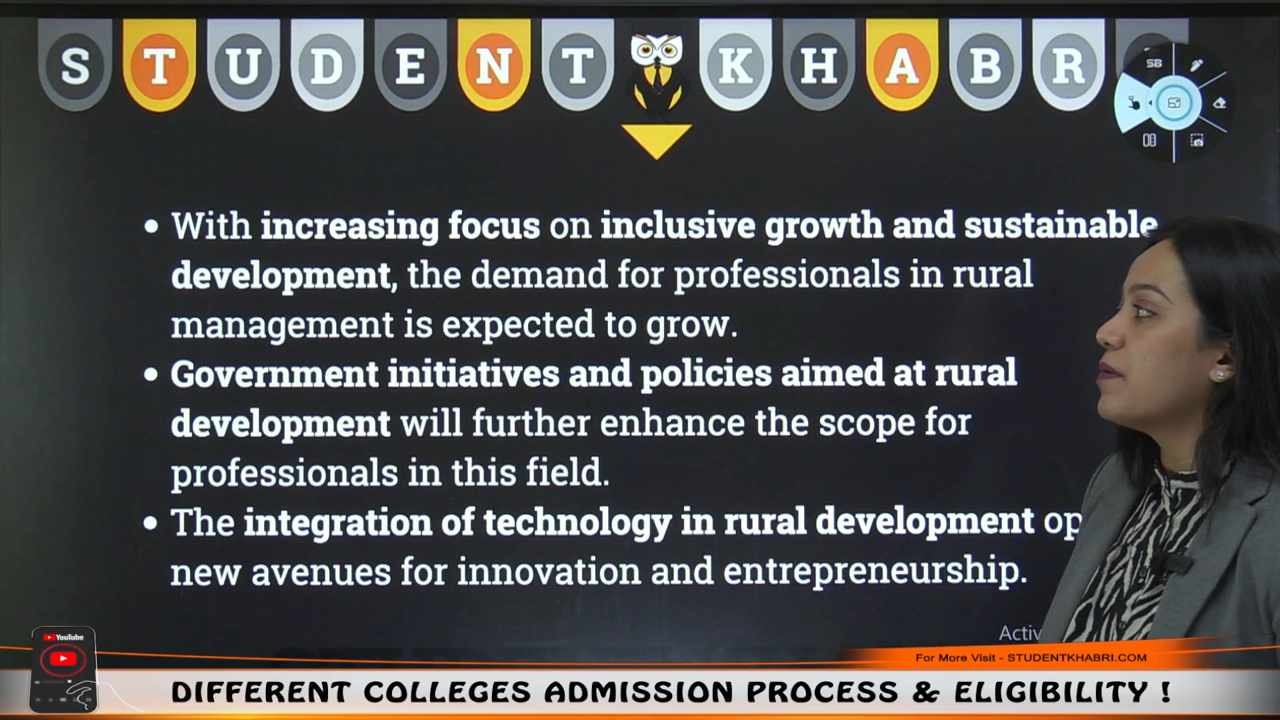 STUDENT KHABR
SB
• With increasing focus on inclusive growth and sustainable
development, the demand for professionals in rural
management is expected to grow.
• Government initiatives and policies aimed at rural
development will further enhance the scope for
professionals in this field.
• The integration of technology in rural development op
new avenues for innovation and entrepreneurship.
Activ
YouTube
For More Visit - STUDENTKHABRI.COM
DIFFERENT COLLEGES ADMISSION PROCESS & ELIGIBILITY !